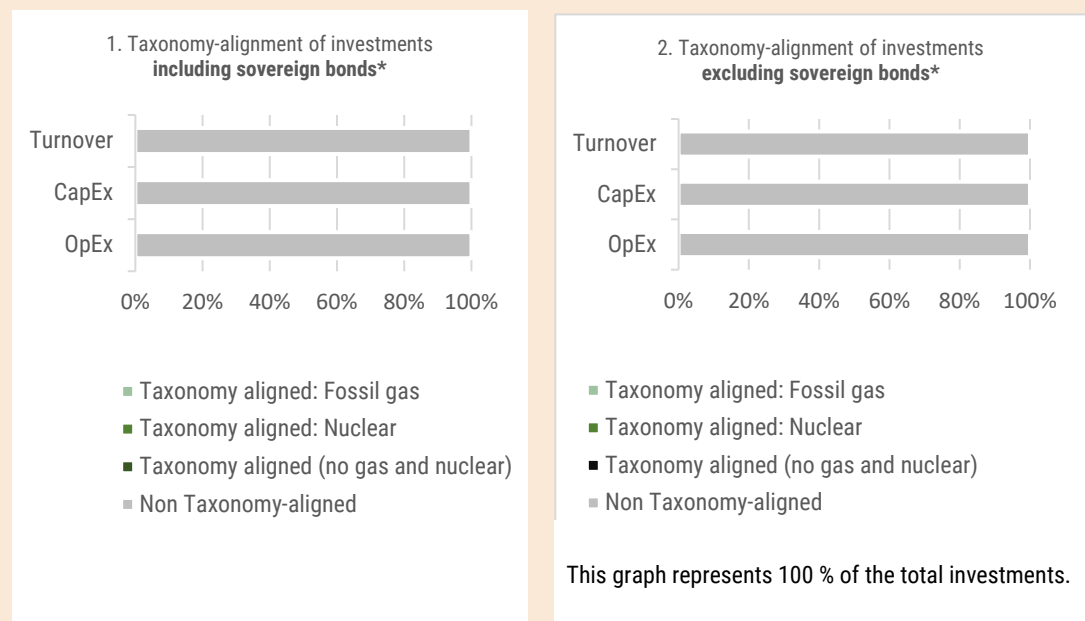 1. Taxonomy-alignment of investments
including sovereign bonds*
Turnover
CapEx
OpEx
0% 20% 40% 60% 80% 100%
Taxonomy aligned: Fossil gas
Taxonomy aligned: Nuclear
Taxonomy aligned (no gas and nuclear)
Non Taxonomy-aligned
2. Taxonomy-alignment of investments
excluding sovereign bonds*
Turnover
CapEx
OpEx
0% 20% 40% 60% 80% 100%
Taxonomy aligned: Fossil gas
Taxonomy aligned: Nuclear
Taxonomy aligned (no gas and nuclear)
Non Taxonomy-aligned
This graph represents 100 % of the total investments.